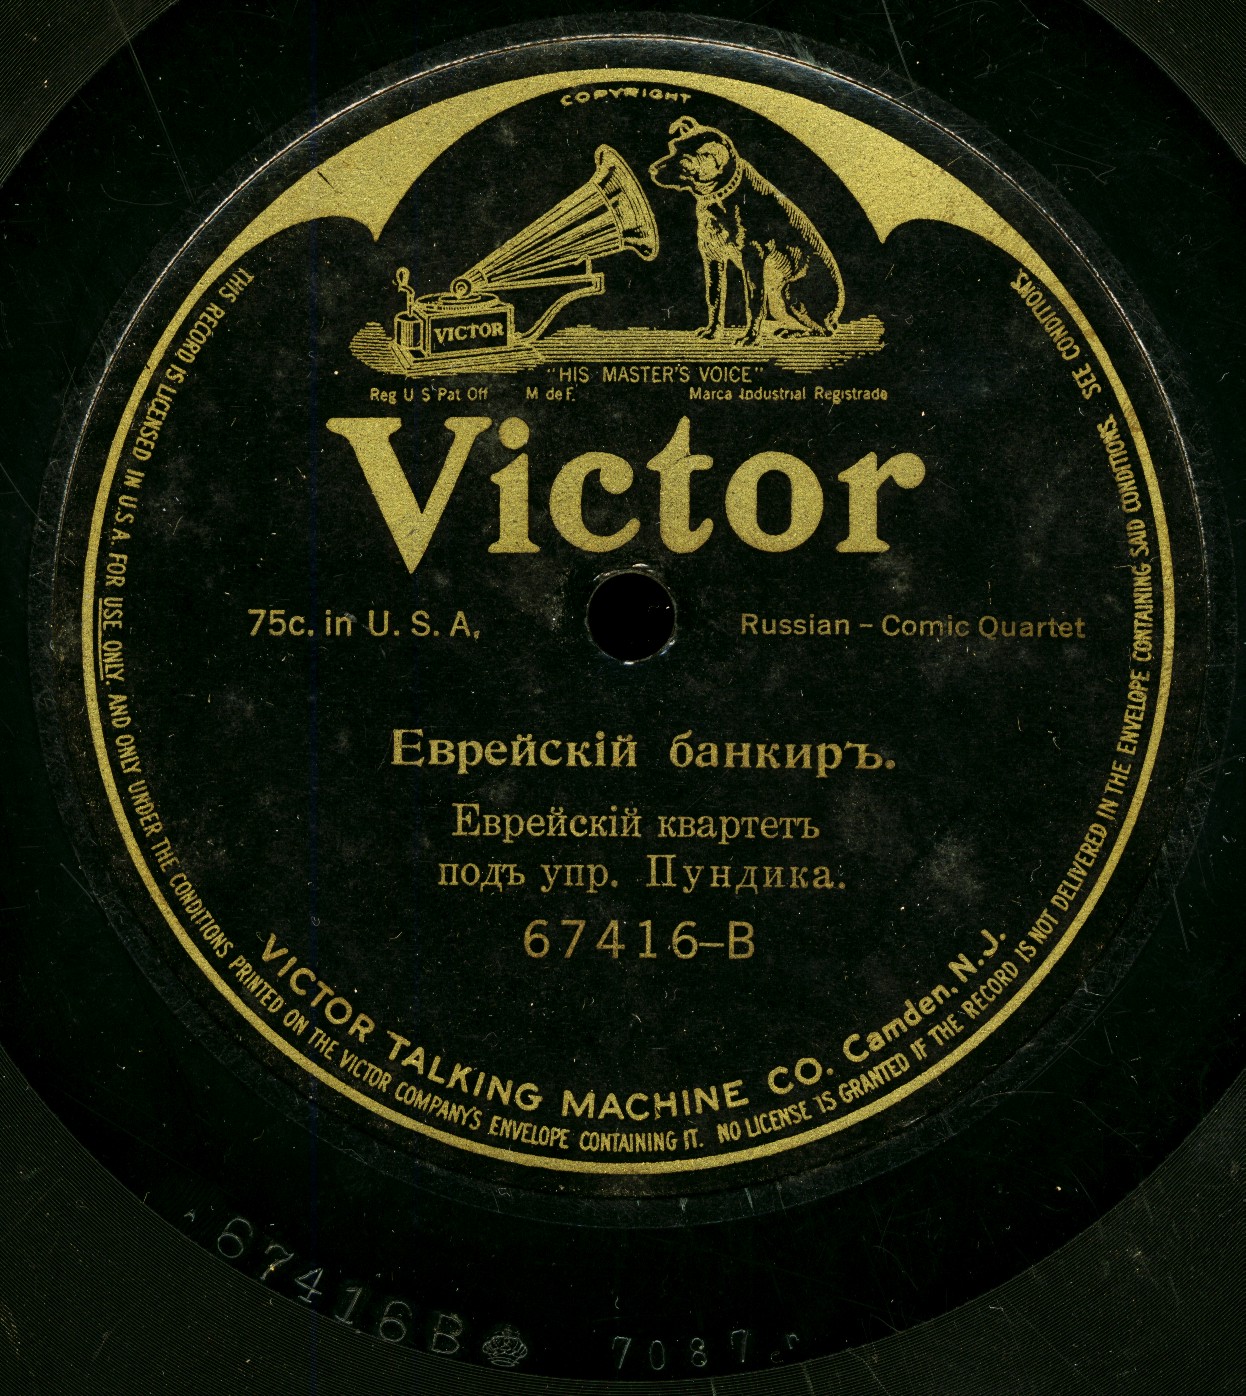 COPYRIGHT
VICTOR
"HIS MASTER'S VOICE"
Reg U S Pat Off M de F. Marca Industrial Registrada
Victor
75c. in U. S. A. Russian – Comic Quartet
Еврейскій банкиръ.
Еврейскій квартетъ
подъ упр. Пундика.
67416–B
VICTOR TALKING MACHINE CO. Camden. N. J.
THIS RECORD IS LICENSED IN U.S.A. FOR USE ONLY. AND ONLY UNDER THE CONDITIONS PRINTED ON THE VICTOR COMPANY'S ENVELOPE CONTAINING IT. NO LICENSE IS GRANTED IF THE RECORD IS NOT DELIVERED IN THE ENVELOPE CONTAINING SAID CONDITIONS. SEE CONDITIONS.
67416B
7087